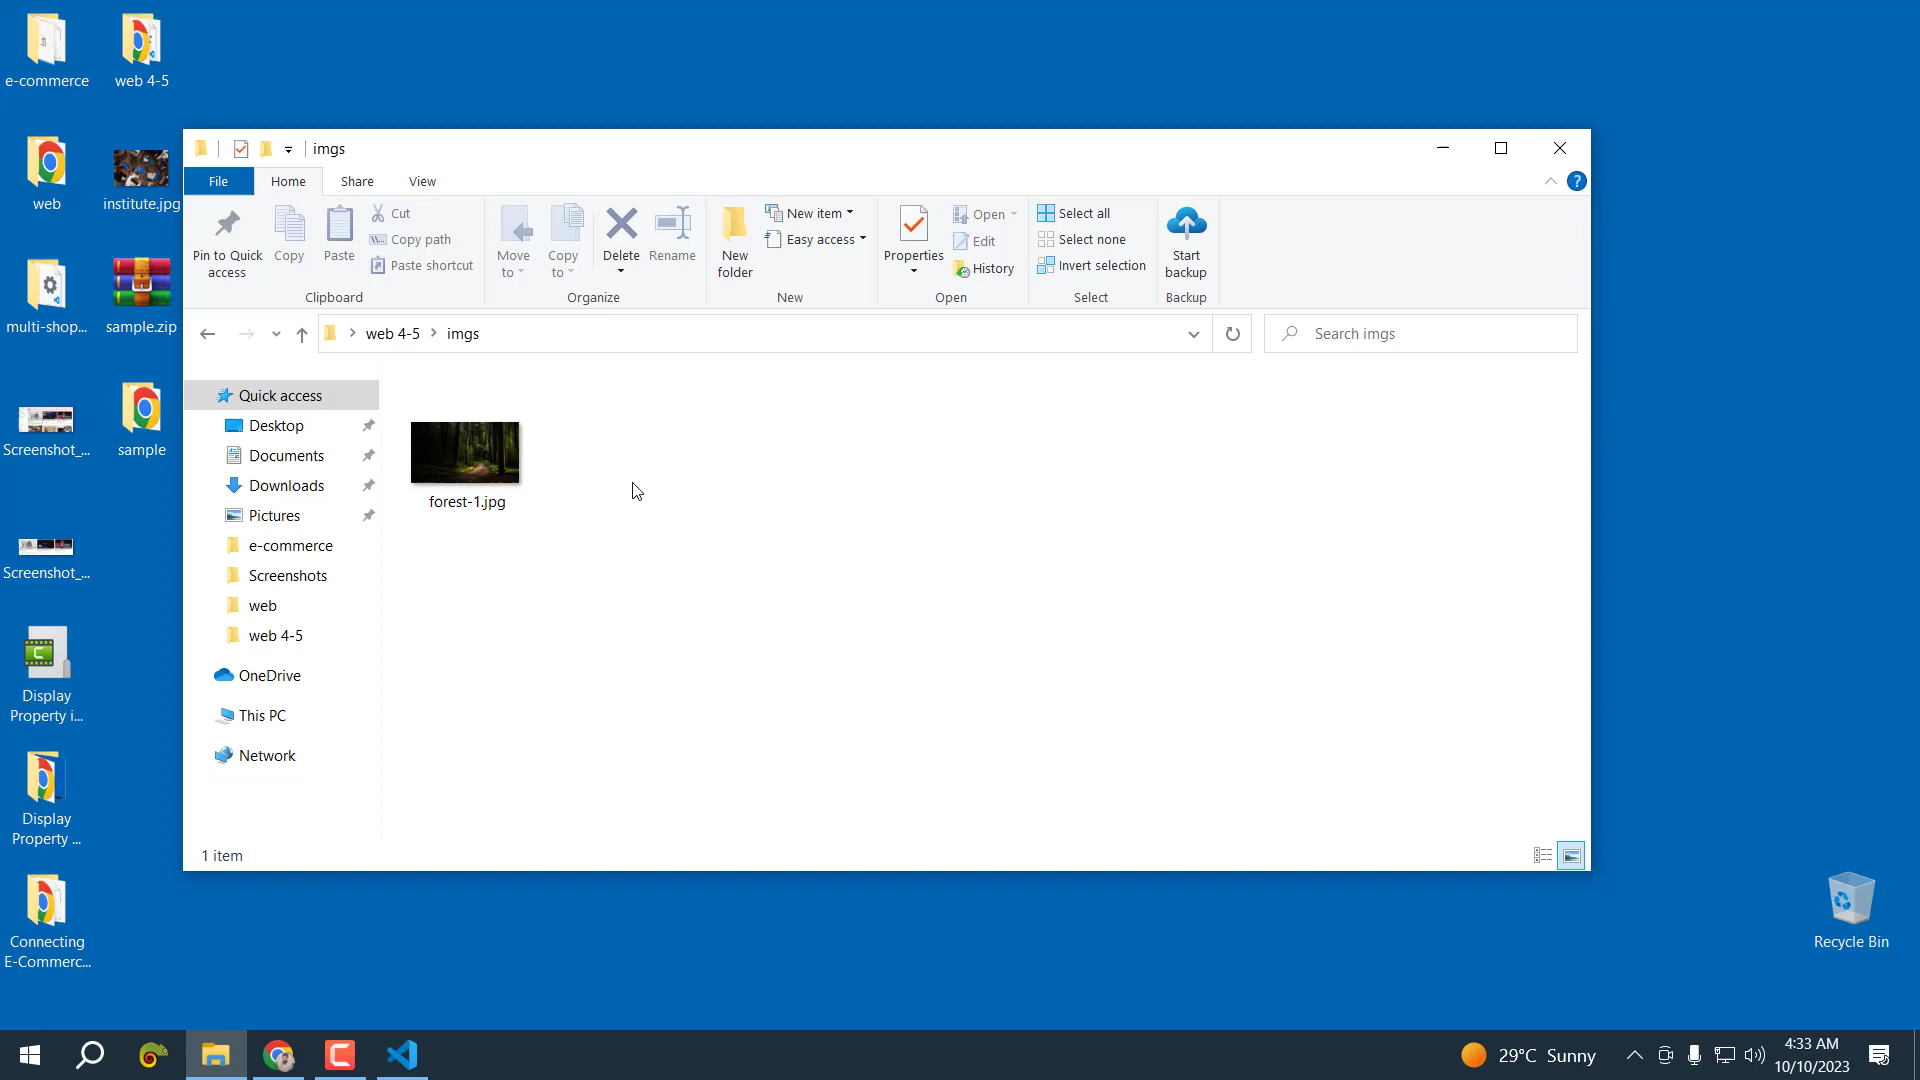 e-commerce
web 4-5
web
institute.jpg
multi-shop...
sample.zip
Screenshot_...
sample
Screenshot_...
Display
Property i...
Display
Property ...
Connecting
E-Commerc...
imgs
File
Home
Share
View
?
Pin to Quick
access
Copy
Paste
Cut
Copy path
Paste shortcut
Clipboard
Move
to
Copy
to
Delete
Rename
Organize
New
folder
New item
Easy access
New
Properties
Open
Edit
History
Open
Select all
Select none
Invert selection
Select
Start
backup
Backup
web 4-5
imgs
Search imgs
Quick access
Desktop
Documents
Downloads
Pictures
e-commerce
Screenshots
web
web 4-5
OneDrive
This PC
Network
forest-1.jpg
1 item
Recycle Bin
29°C Sunny
4:33 AM
10/10/2023